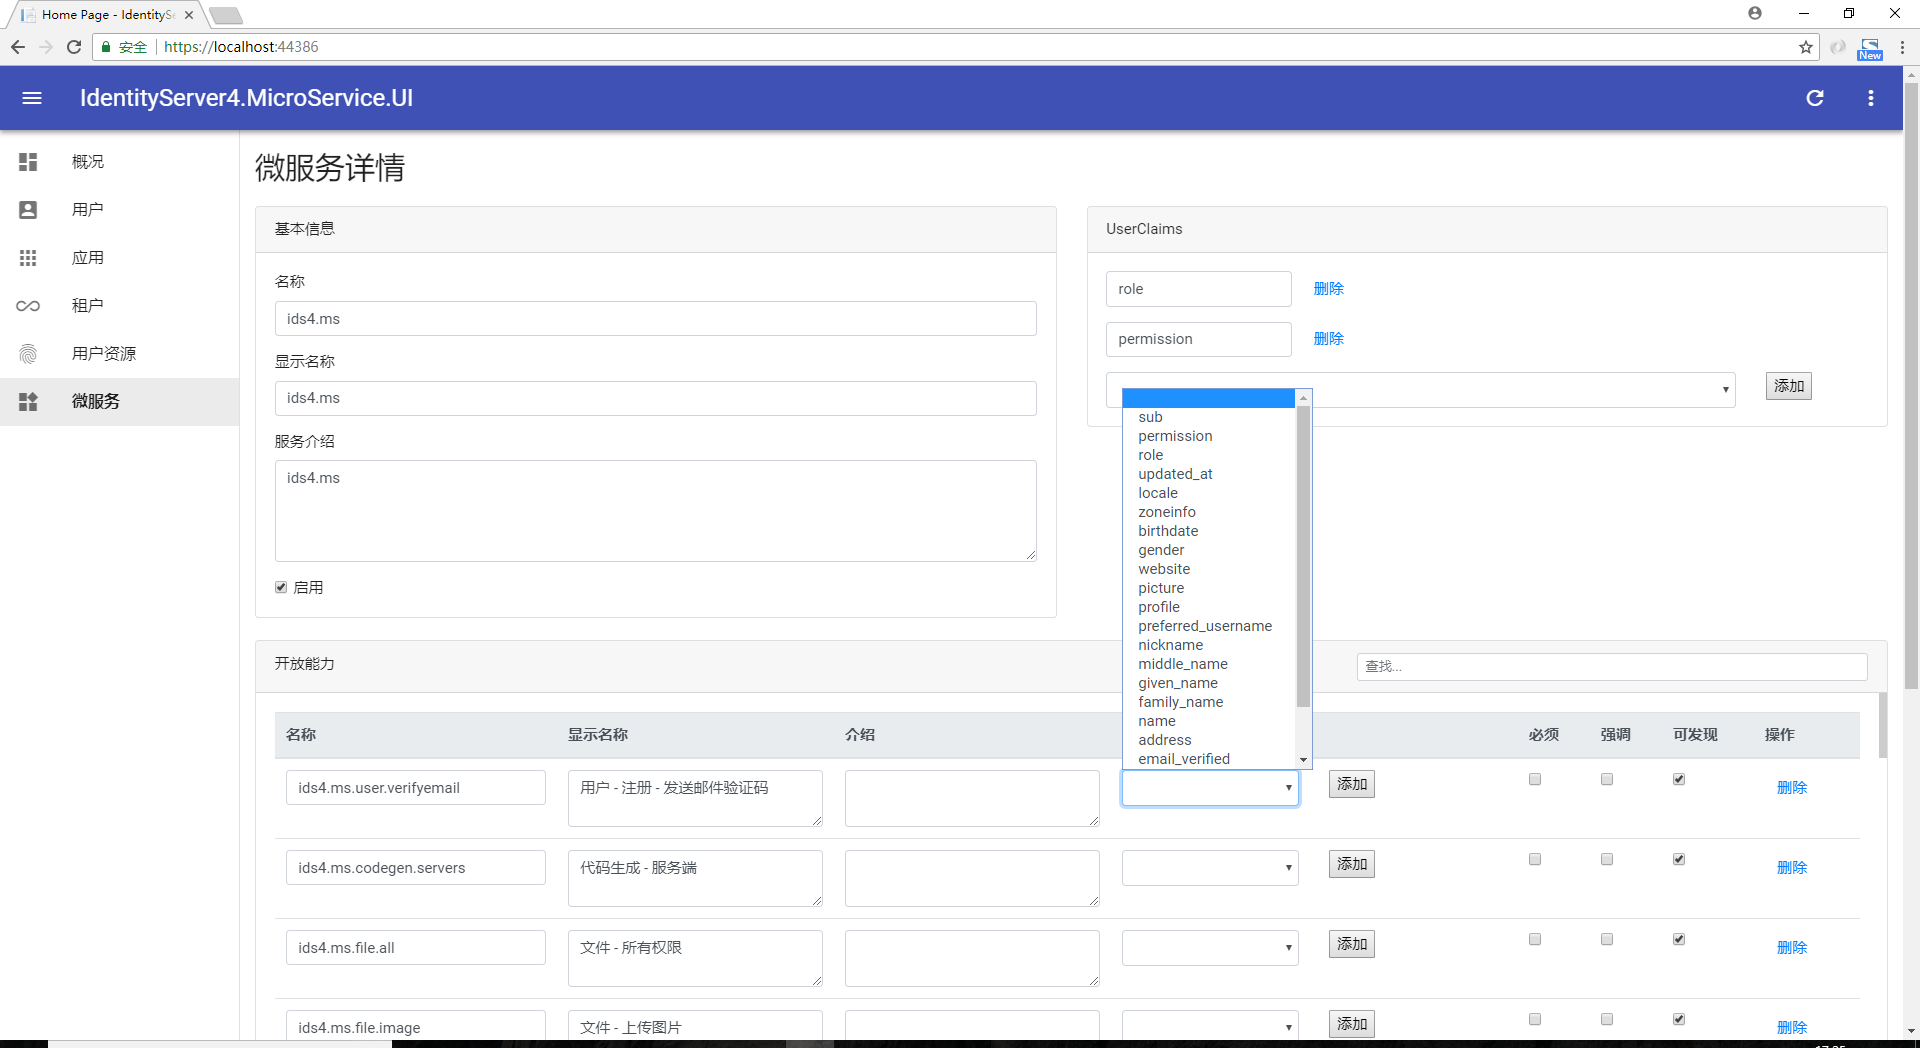 Home Page - IdentityS
安全 https://localhost:44386
New
IdentityServer4.MicroService.UI
概况
用户
应用
租户
用户资源
微服务
微服务详情
基本信息
名称
ids4.ms
显示名称
ids4.ms
服务介绍
ids4.ms
启用
UserClaims
role 删除
permission 删除
添加
sub
permission
role
updated_at
locale
zoneinfo
birthdate
gender
website
picture
profile
preferred_username
nickname
middle_name
given_name
family_name
name
address
email_verified
开放能力 查找...
名称 显示名称 介绍 必须 强调 可发现 操作
ids4.ms.user.verifyemail 用户 - 注册 - 发送邮件验证码 添加 删除
ids4.ms.codegen.servers 代码生成 - 服务端 添加 删除
ids4.ms.file.all 文件 - 所有权限 添加 删除
ids4.ms.file.image 文件 - 上传图片 添加 删除